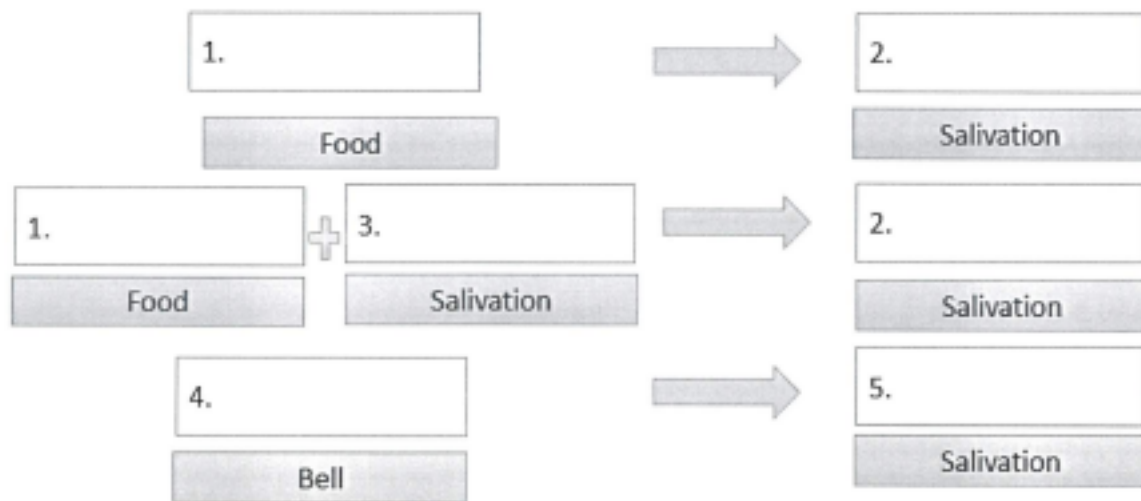 1.
2.
Food
Salivation
1.
3.
2.
Food
Salivation
Salivation
4.
5.
Bell
Salivation